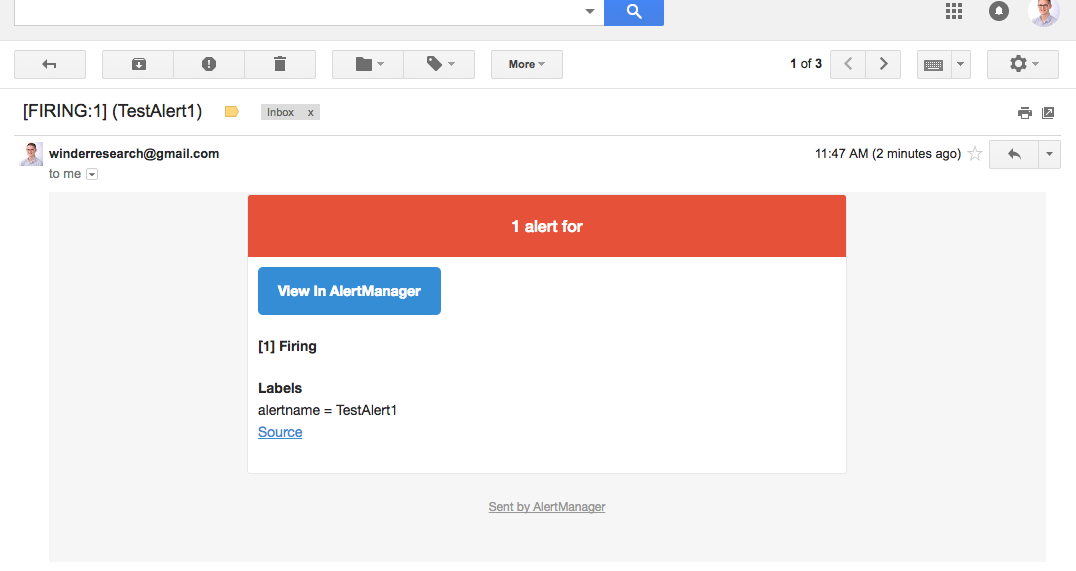 More
1 of 3
[FIRING:1] (TestAlert1)
Inbox x
winderresearch@gmail.com
11:47 AM (2 minutes ago)
to me
1 alert for
View in AlertManager
[1] Firing
Labels
alertname = TestAlert1
Source
Sent by AlertManager